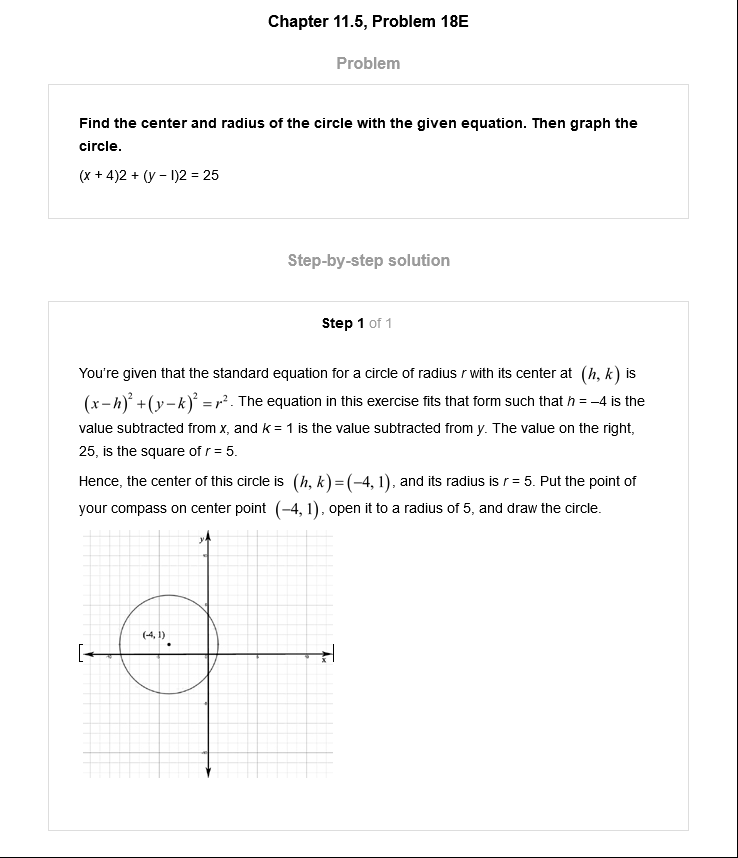 Chapter 11.5, Problem 18E
Problem
Find the center and radius of the circle with the given equation. Then graph the
circle.
(x + 4)2 + (y – l)2 = 25
Step-by-step solution
Step 1 of 1
You're given that the standard equation for a circle of radius r with its center at (h, k) is
(x−h)² +(y−k)² = r². The equation in this exercise fits that form such that h = –4 is the
value subtracted from x, and k = 1 is the value subtracted from y. The value on the right,
25, is the square of r = 5.
Hence, the center of this circle is (h, k)=(−4, 1), and its radius is r = 5. Put the point of
your compass on center point (−4, 1), open it to a radius of 5, and draw the circle.
y
(-4, 1)
x